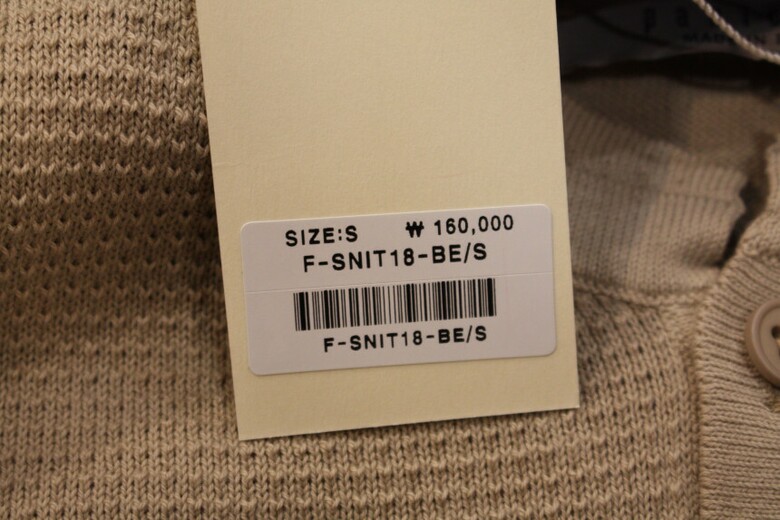 SIZE:S ₩ 160,000
F-SNIT18-BE/S
F-SNIT18-BE/S